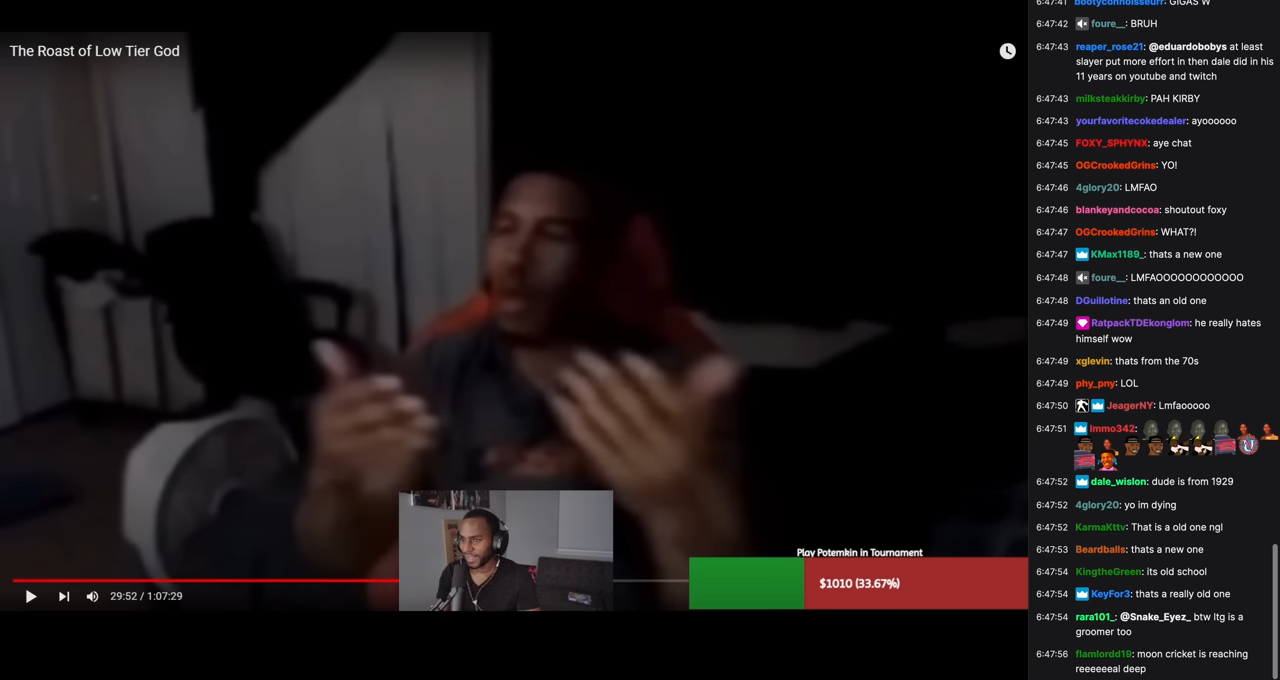 The Roast of Low Tier God
29:52 / 1:07:29
Play Potemkin in Tournament
$1010 (33.67%)
6:47:41 bootyconnoisseurr: GIGAS W
6:47:42 foure__: BRUH
6:47:43 reaper_rose21: @eduardobobys at least
slayer put more effort in then dale did in his
11 years on youtube and twitch
6:47:43 milksteakkirby: PAH KIRBY
6:47:43 yourfavoritecokedealer: ayoooooo
6:47:45 FOXY_SPHYNX: aye chat
6:47:45 OGCrookedGrins: YO!
6:47:46 4glory20: LMFAO
6:47:46 blankeyandcocoa: shoutout foxy
6:47:47 OGCrookedGrins: WHAT?!
6:47:47 KMax1189_: thats a new one
6:47:48 foure__: LMFAOOOOOOOOOOOO
6:47:48 DGuillotine: thats an old one
6:47:49 RatpackTDEkonglom: he really hates
himself wow
6:47:49 xglevin: thats from the 70s
6:47:49 phy_pny: LOL
6:47:50 JeagerNY: Lmfaooooo
6:47:51 Immo342:
6:47:52 dale_wislon: dude is from 1929
6:47:52 4glory20: yo im dying
6:47:52 KarmaKttv: That is a old one ngl
6:47:53 Beardballs: thats a new one
6:47:54 KingtheGreen: its old school
6:47:54 KeyFor3: thats a really old one
6:47:54 rara101_: @Snake_Eyez_ btw ltg is a
groomer too
6:47:56 flamlordd19: moon cricket is reaching
reeeeeeal deep